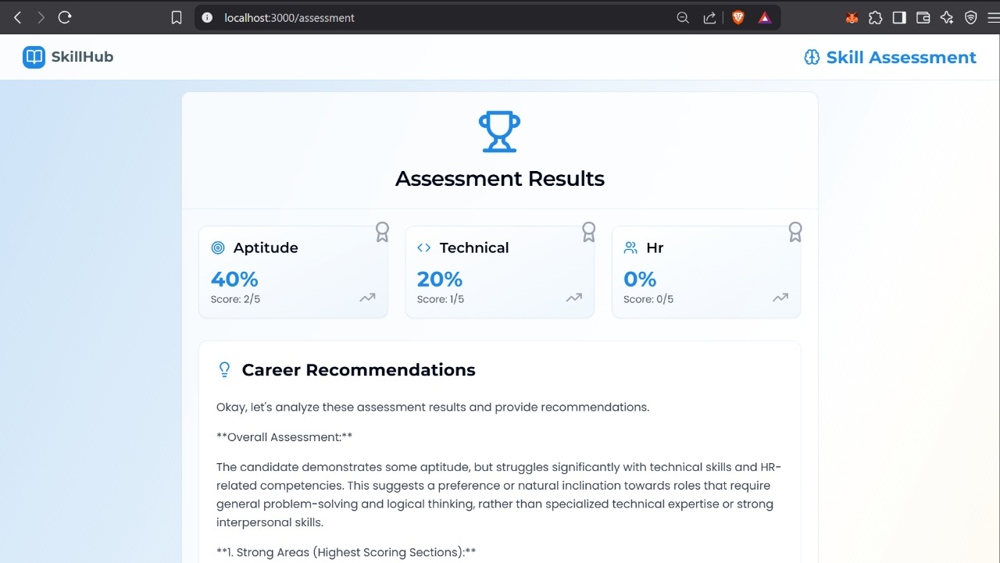 localhost:3000/assessment
SkillHub
Skill Assessment
Assessment Results
Aptitude
40%
Score: 2/5
Technical
20%
Score: 1/5
Hr
0%
Score: 0/5
Career Recommendations
Okay, let's analyze these assessment results and provide recommendations.
**Overall Assessment:**
The candidate demonstrates some aptitude, but struggles significantly with technical skills and HR-
related competencies. This suggests a preference or natural inclination towards roles that require
general problem-solving and logical thinking, rather than specialized technical expertise or strong
interpersonal skills.
**1. Strong Areas (Highest Scoring Sections):**